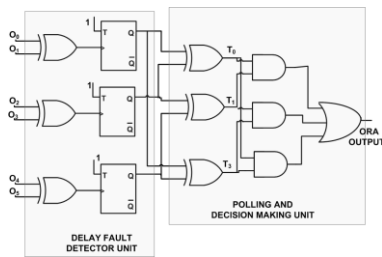 1
O0
O1
T Q
Q
T0
1
O2
O3
T Q
Q
T1
ORA
OUTPUT
1
O4
O5
T Q
Q
T3
DELAY FAULT
DETECTOR UNIT
POLLING AND
DECISION MAKING UNIT